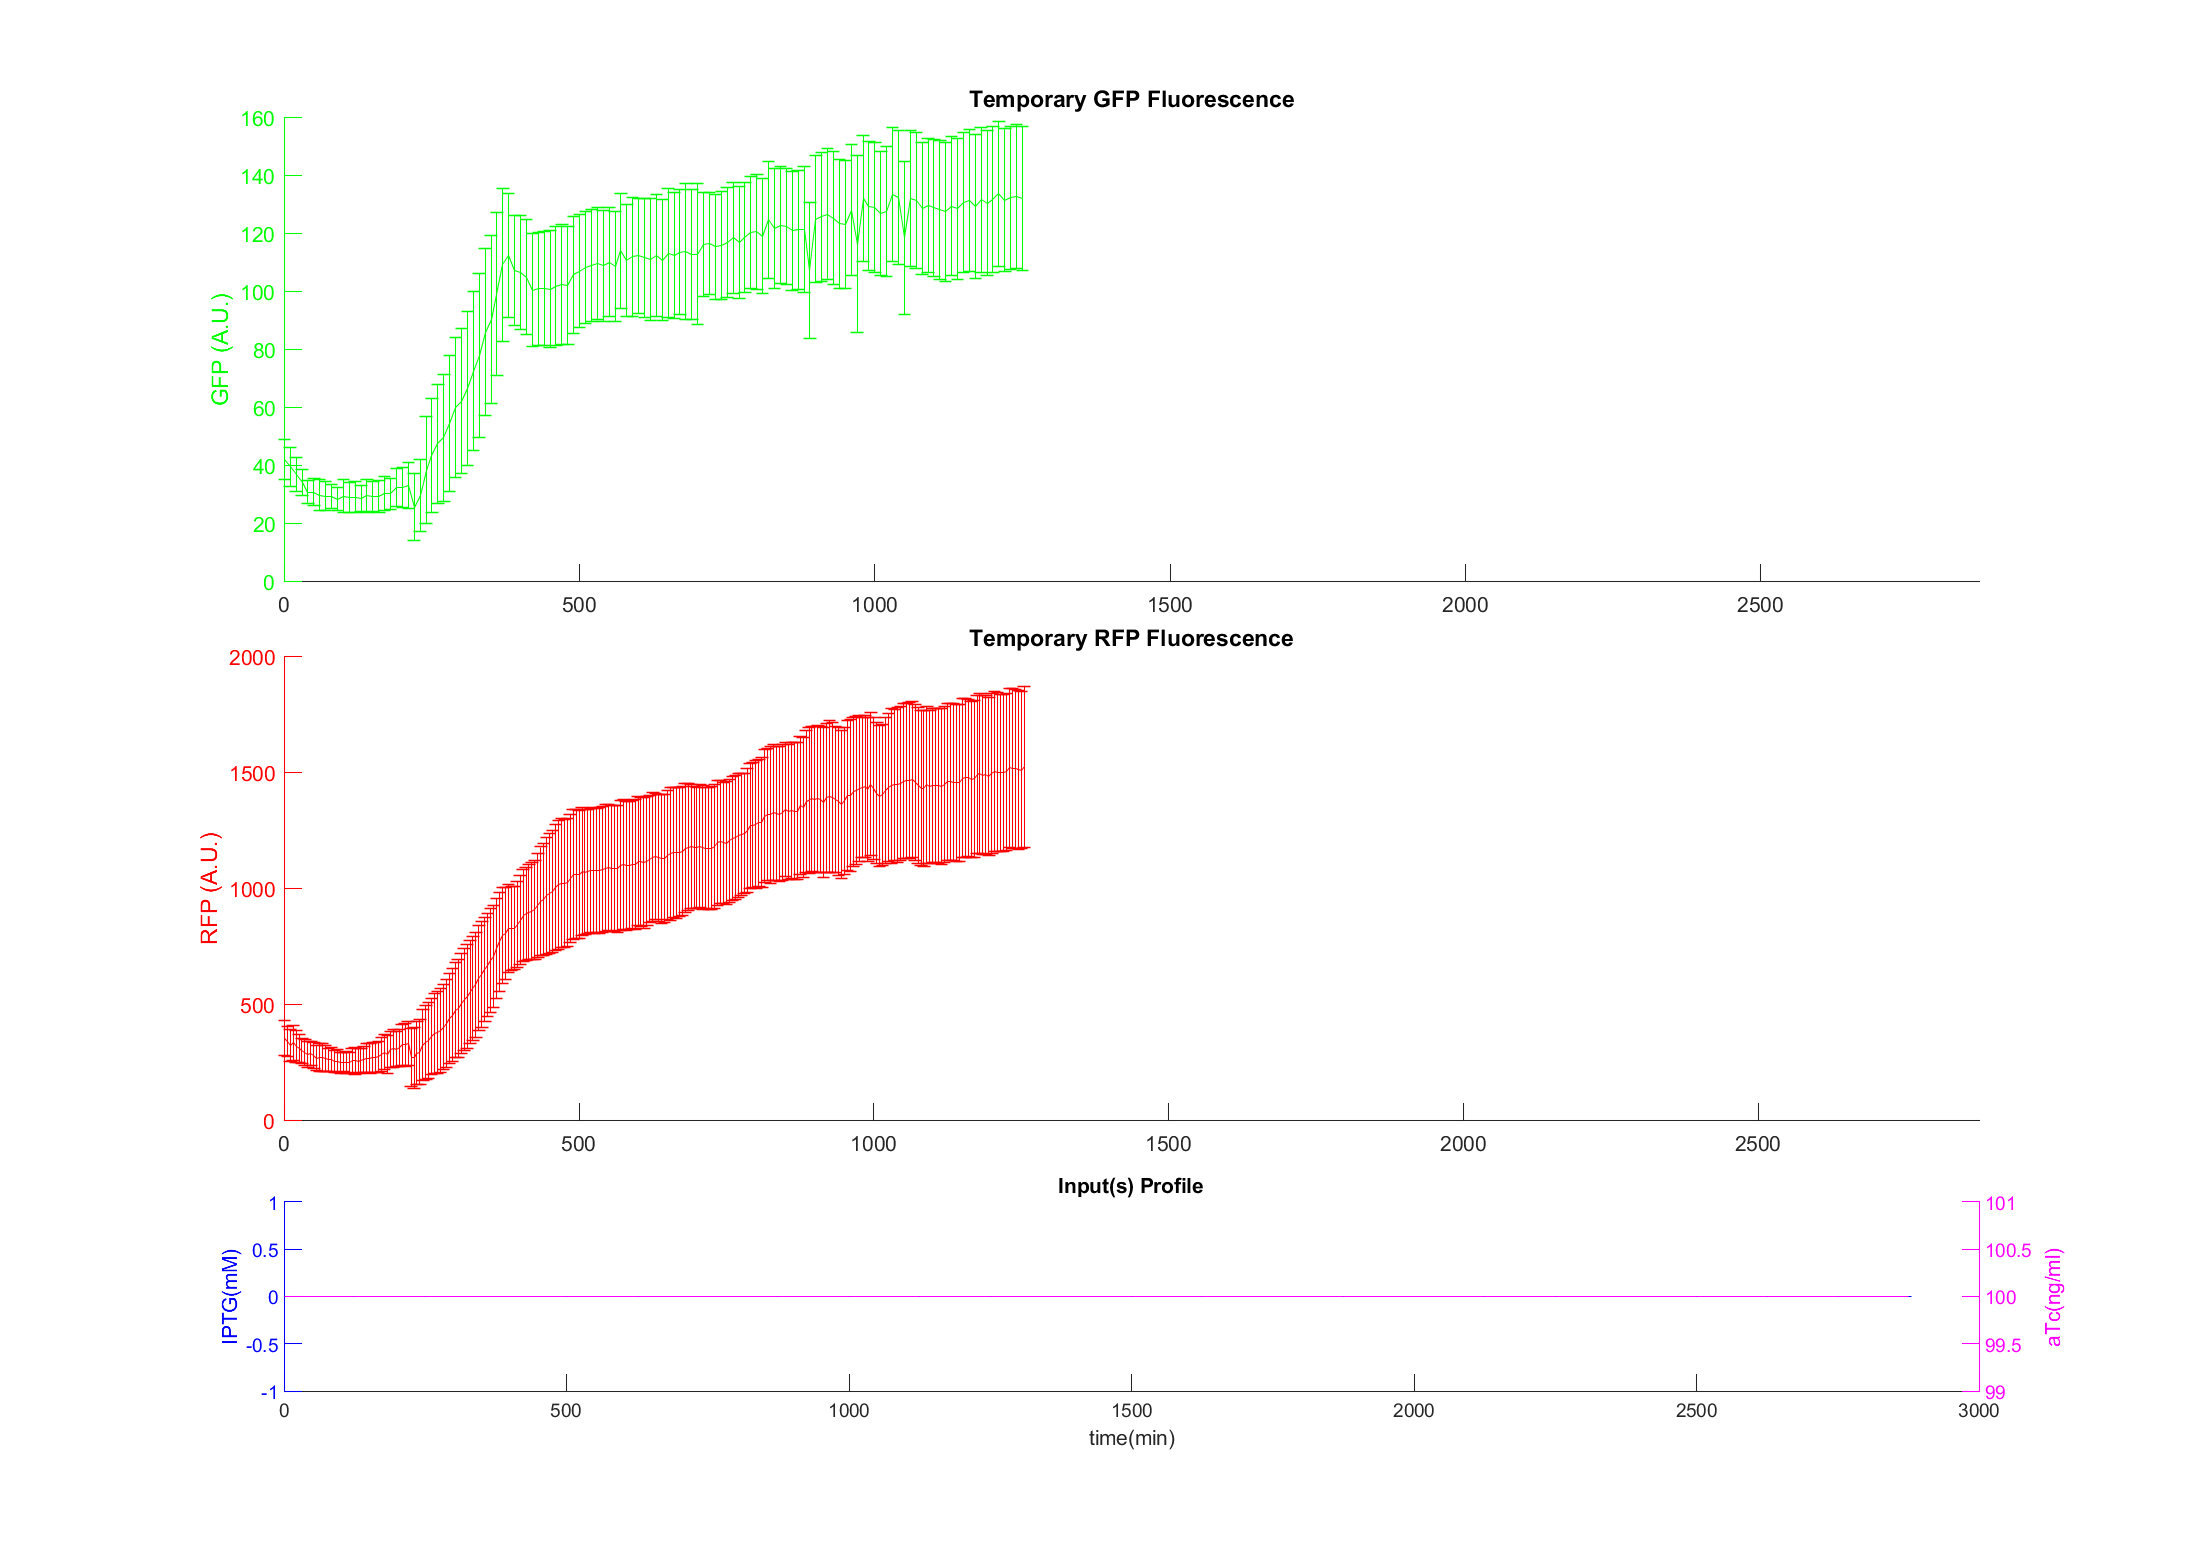 Temporary GFP Fluorescence
160
140
120
100
80
60
40
20
0
GFP (A.U.)
0 500 1000 1500 2000 2500
Temporary RFP Fluorescence
2000
1500
1000
500
0
RFP (A.U.)
0 500 1000 1500 2000 2500
Input(s) Profile
1
0.5
0
-0.5
-1
IPTG(mM)
101
100.5
100
99.5
99
aTc(ng/ml)
0 500 1000 1500 2000 2500 3000
time(min)